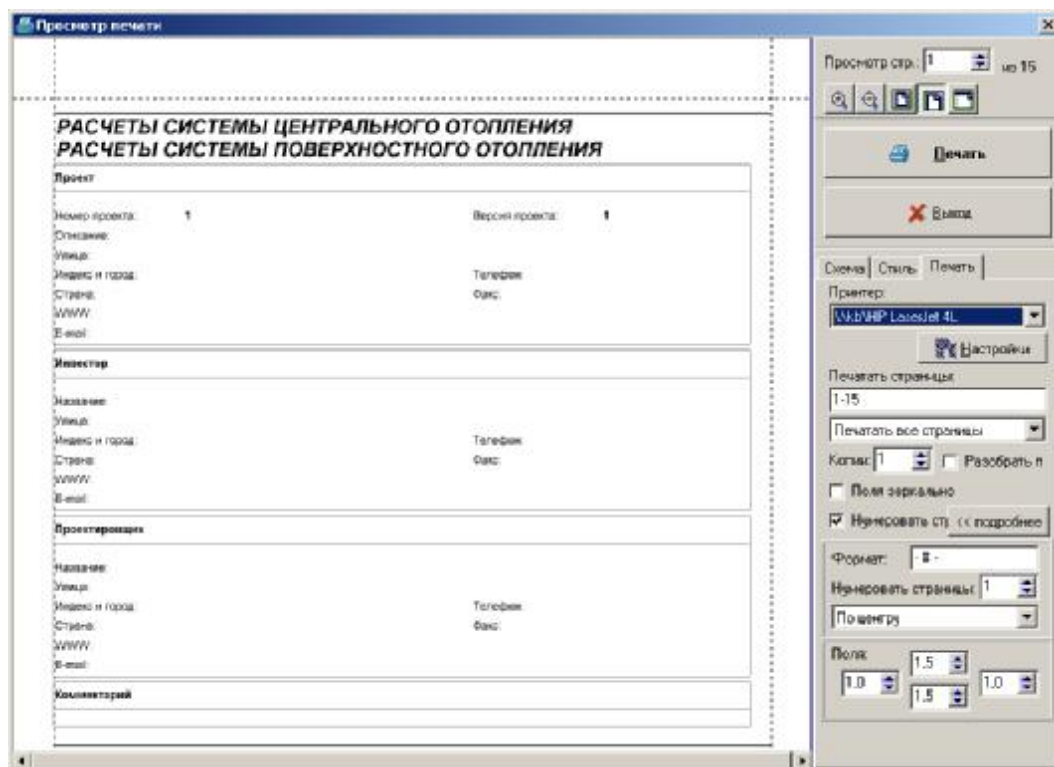 Просмотр печати
РАСЧЕТЫ СИСТЕМЫ ЦЕНТРАЛЬНОГО ОТОПЛЕНИЯ
РАСЧЕТЫ СИСТЕМЫ ПОВЕРХНОСТНОГО ОТОПЛЕНИЯ
Проект
Номер проекта: 1 Версия проекта: 1
Описание:
Улица:
Индекс и город: Телефон:
Страна: Факс:
WWW:
E-mail:
Инвестор
Название:
Улица:
Индекс и город: Телефон:
Страна: Факс:
WWW:
E-mail:
Проектировщик
Название:
Улица:
Индекс и город: Телефон:
Страна: Факс:
WWW:
E-mail:
Комментарий
Просмотр стр.: 1 из 15
Печать
Выход
Схема Стиль Печать
Принтер:
\\kb\HP LaserJet 4L
Настройки
Печатать страницы:
1-15
Печатать все страницы
Копии: 1 Разобрать п
Поля зеркально
Нумеровать стр << подробнее
Формат: - # -
Нумеровать страницы: 1
По центру
Поля:
1.5
1.0 1.0
1.5